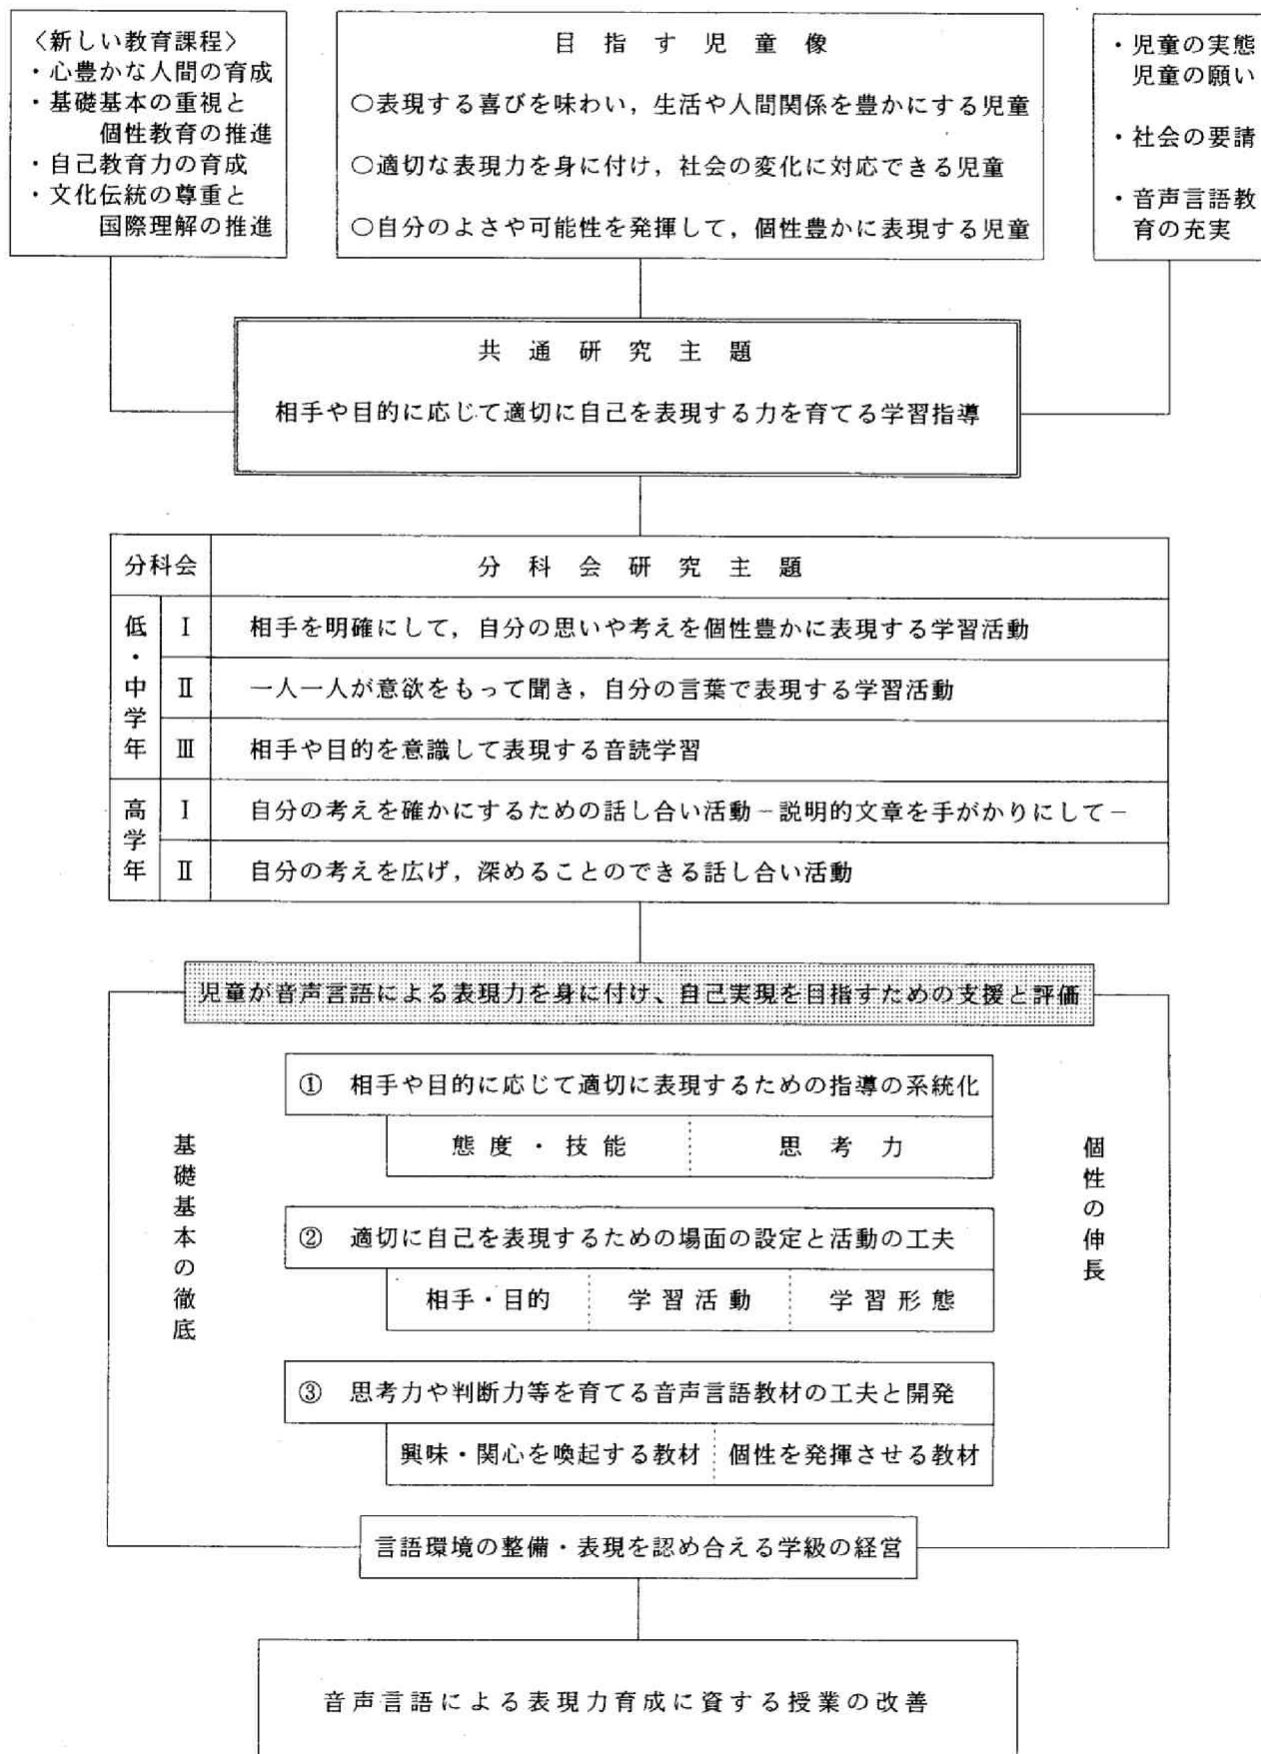 〈新しい教育課程〉
・心豊かな人間の育成
・基礎基本の重視と
個性教育の推進
・自己教育力の育成
・文化伝統の尊重と
国際理解の推進
目指す児童像
○表現する喜びを味わい，生活や人間関係を豊かにする児童
○適切な表現力を身に付け，社会の変化に対応できる児童
○自分のよさや可能性を発揮して，個性豊かに表現する児童
・児童の実態
児童の願い
・社会の要請
・音声言語教
育の充実
共通研究主題
相手や目的に応じて適切に自己を表現する力を育てる学習指導
分科会
分科会研究主題
低・中学年
Ⅰ 相手を明確にして，自分の思いや考えを個性豊かに表現する学習活動
Ⅱ 一人一人が意欲をもって聞き，自分の言葉で表現する学習活動
Ⅲ 相手や目的を意識して表現する音読学習
高学年
Ⅰ 自分の考えを確かにするための話し合い活動－説明的文章を手がかりにして－
Ⅱ 自分の考えを広げ，深めることのできる話し合い活動
児童が音声言語による表現力を身に付け、自己実現を目指すための支援と評価
基礎基本の徹底
① 相手や目的に応じて適切に表現するための指導の系統化
態度・技能 思考力
② 適切に自己を表現するための場面の設定と活動の工夫
相手・目的 学習活動 学習形態
③ 思考力や判断力等を育てる音声言語教材の工夫と開発
興味・関心を喚起する教材 個性を発揮させる教材
個性の伸長
言語環境の整備・表現を認め合える学級の経営
音声言語による表現力育成に資する授業の改善